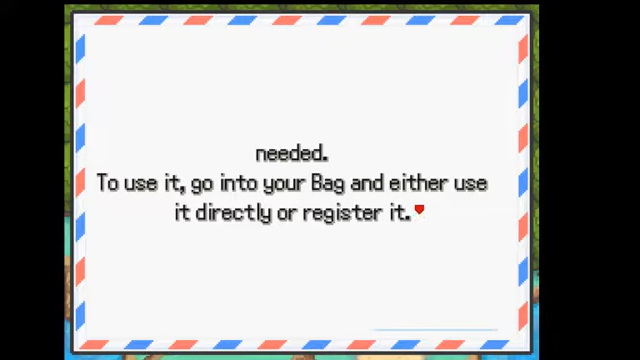 needed.
To use it, go into your Bag and either use
it directly or register it.